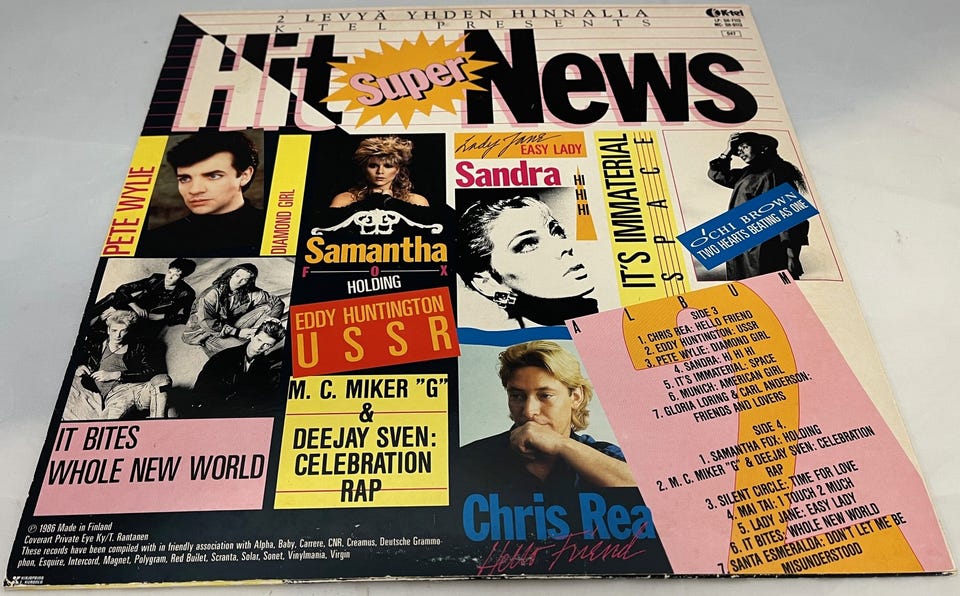 2 LEVYÄ YHDEN HINNALLA
K-TEL PRESENTS
K-tel
LP: SR-7113
MC: SR-8113
047
Hit Super News
PETE WYLIE
DIAMOND GIRL
Samantha
FOX
HOLDING
Lady Jane
EASY LADY
Sandra
HI
HI
HI
IT'S IMMATERIAL
SPACE
O'CHI BROWN
TWO HEARTS BEATING AS ONE
EDDY HUNTINGTON
USSR
M. C. MIKER "G"
&
DEEJAY SVEN:
CELEBRATION
RAP
IT BITES
WHOLE NEW WORLD
Chris Rea
Hello Friend
ALBUM
2
SIDE 3
1. CHRIS REA: HELLO FRIEND
2. EDDY HUNTINGTON: USSR
3. PETE WYLIE: DIAMOND GIRL
4. SANDRA: HI HI HI
5. IT'S IMMATERIAL: SPACE
6. MUNICH: AMERICAN GIRL
7. GLORIA LORING & CARL ANDERSON:
FRIENDS AND LOVERS
SIDE 4.
1. SAMANTHA FOX: HOLDING
2. M. C. MIKER "G" & DEEJAY SVEN: CELEBRATION
RAP
3. SILENT CIRCLE: TIME FOR LOVE
4. MAI TAI: 1 TOUCH 2 MUCH
5. LADY JANE: EASY LADY
6. IT BITES: WHOLE NEW WORLD
7. SANTA ESMERALDA: DON'T LET ME BE
MISUNDERSTOOD
℗ 1986 Made in Finland
Coverart Private Eye Ky/T. Rantanen
These records have been compiled with in friendly association with Alpha, Baby, Carrere, CNR, Creamus, Deutsche Grammo-
phon, Esquire, Intercord, Magnet, Polygram, Red Bullet, Scranta, Solar, Sonet, Vinylmania, Virgin